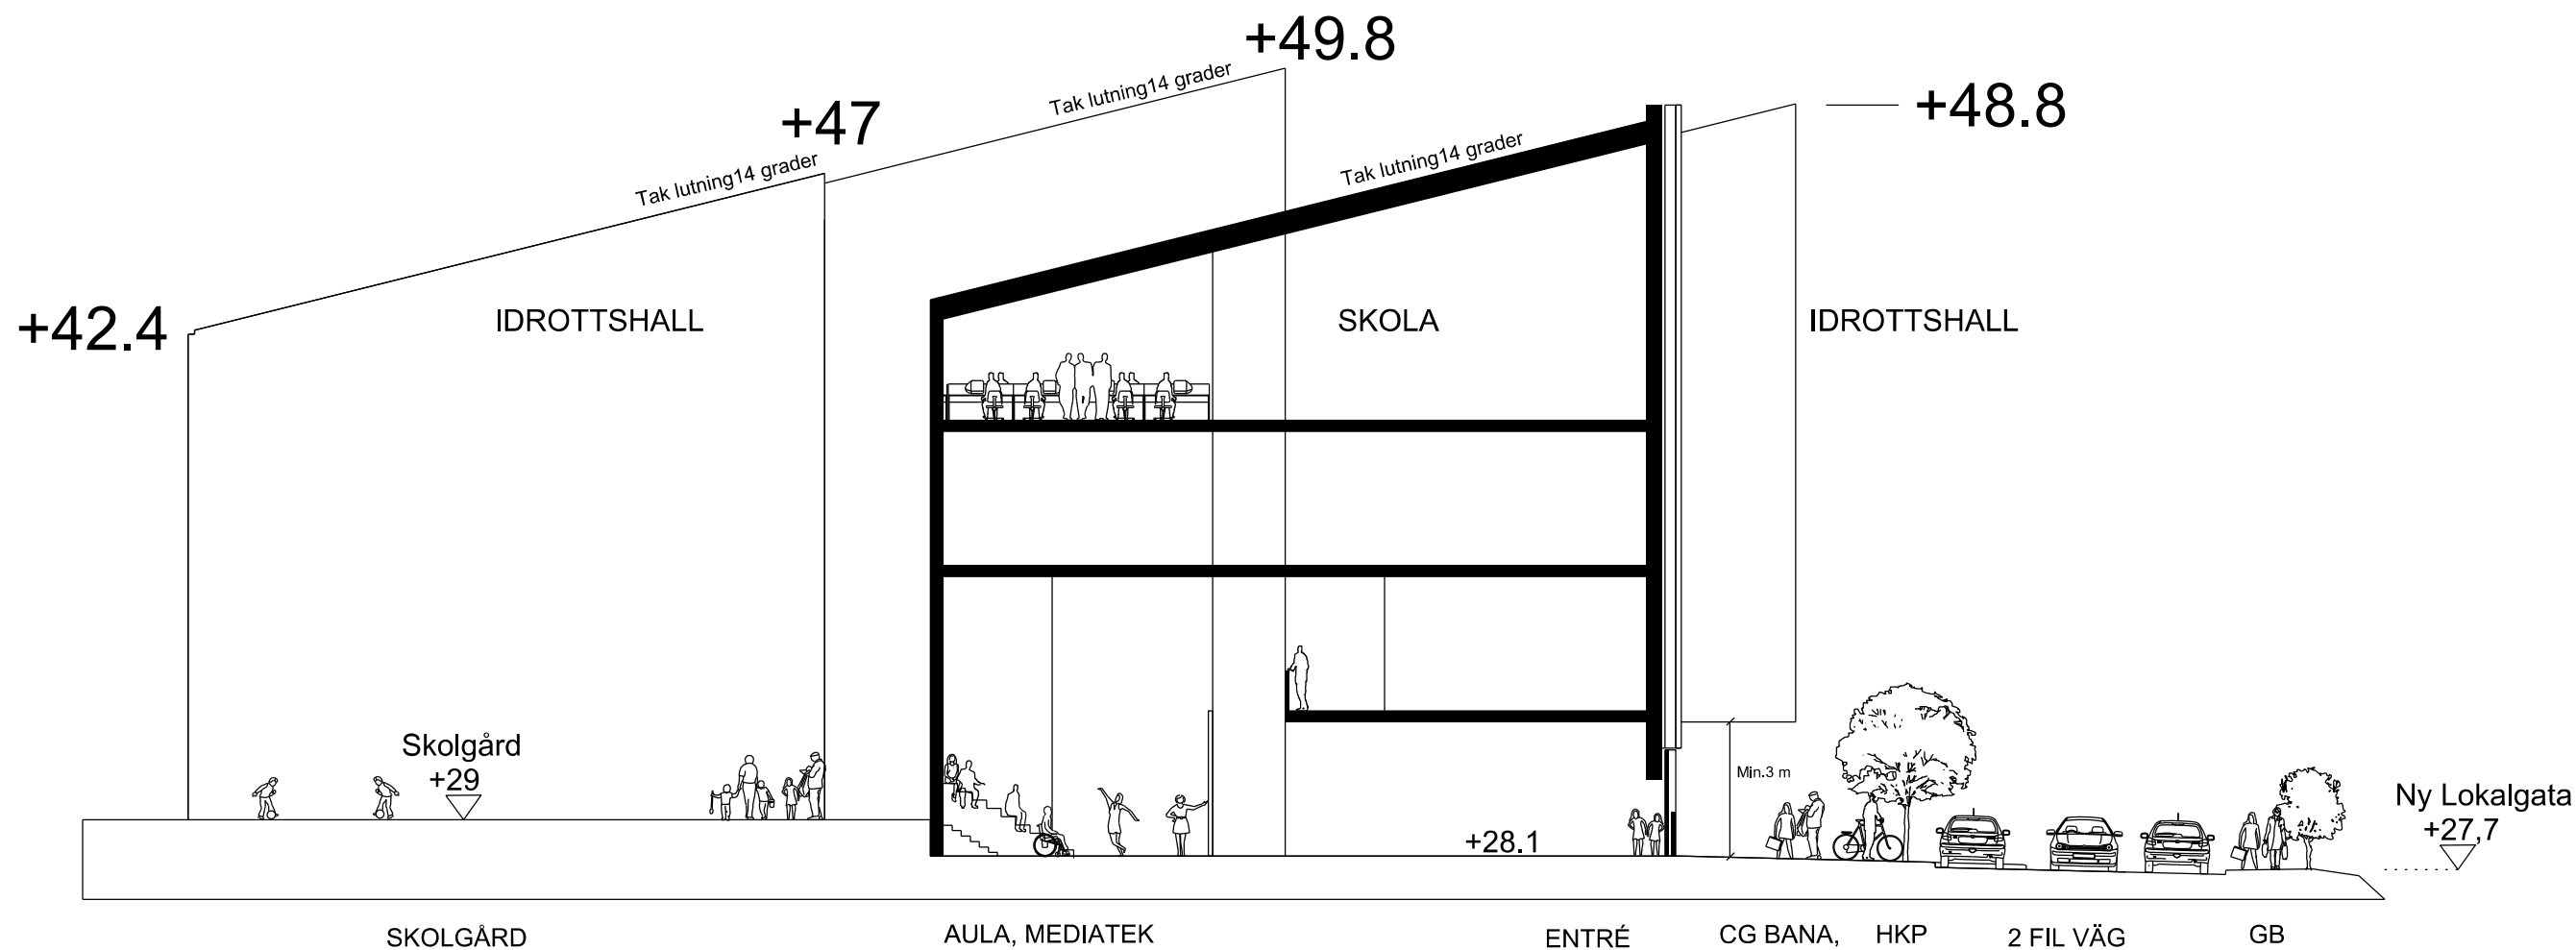 +49.8
Tak lutning14 grader
+48.8
+47
Tak lutning14 grader
Tak lutning14 grader
+42.4
IDROTTSHALL
SKOLA
IDROTTSHALL
Skolgård
+29
Min.3 m
+28.1
Ny Lokalgata
+27,7
SKOLGÅRD
AULA, MEDIATEK
ENTRÉ
CG BANA,
HKP
2 FIL VÄG
GB